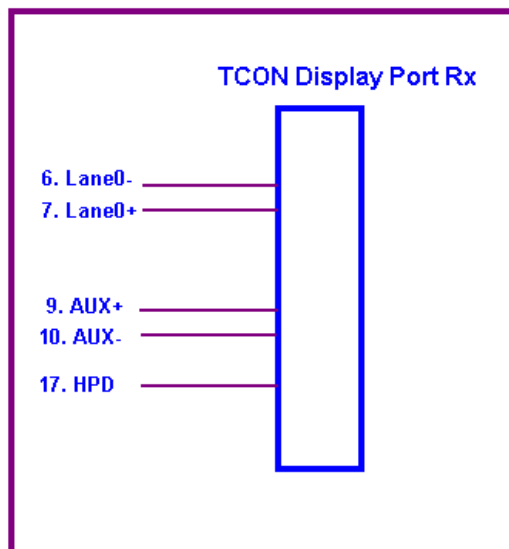 TCON Display Port Rx
6. Lane0-
7. Lane0+
9. AUX+
10. AUX-
17. HPD